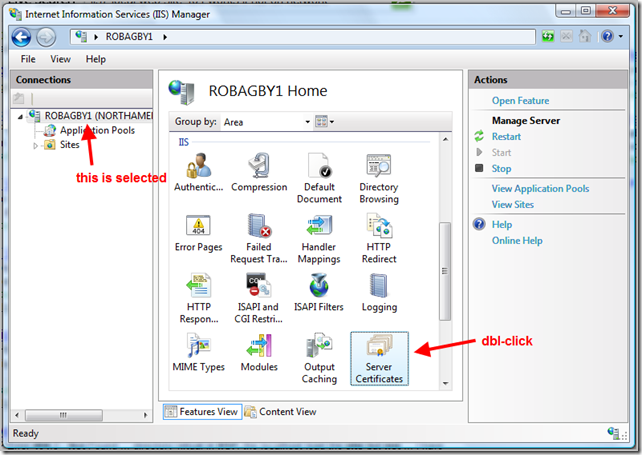 Internet Information Services (IIS) Manager
ROBAGBY1
File View Help
Connections
ROBAGBY1 (NORTHAME
Application Pools
Sites
this is selected
ROBAGBY1 Home
Group by: Area
IIS
Authentic... Compression Default Document Directory Browsing
Error Pages Failed Request Tra... Handler Mappings HTTP Redirect
HTTP Respon... ISAPI and CGI Restri... ISAPI Filters Logging
MIME Types Modules Output Caching Server Certificates
dbl-click
Features View Content View
Actions
Open Feature
Manage Server
Restart
Start
Stop
View Application Pools
View Sites
Help
Online Help
Ready